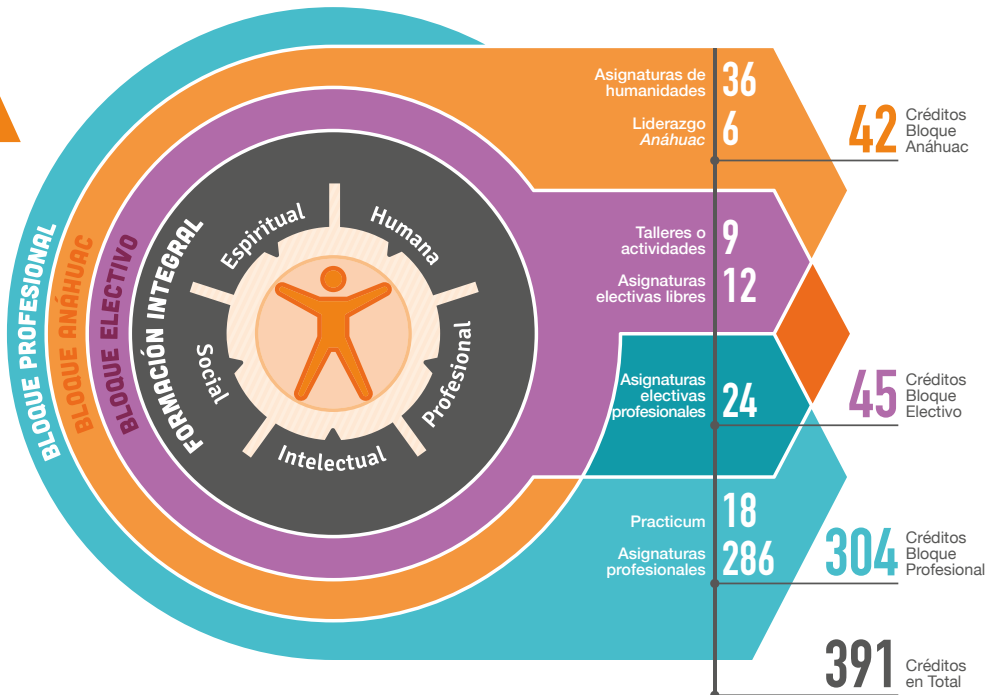 BLOQUE PROFESIONAL
BLOQUE ANÁHUAC
BLOQUE ELECTIVO
FORMACIÓN INTEGRAL
Espiritual
Humana
Social
Profesional
Intelectual
Asignaturas de
humanidades
36
Liderazgo
Anáhuac
6
42
Créditos
Bloque
Anáhuac
Talleres o
actividades
9
Asignaturas
electivas libres
12
Asignaturas
electivas
profesionales
24
45
Créditos
Bloque
Electivo
Practicum
18
Asignaturas
profesionales
286
304
Créditos
Bloque
Profesional
391
Créditos
en Total